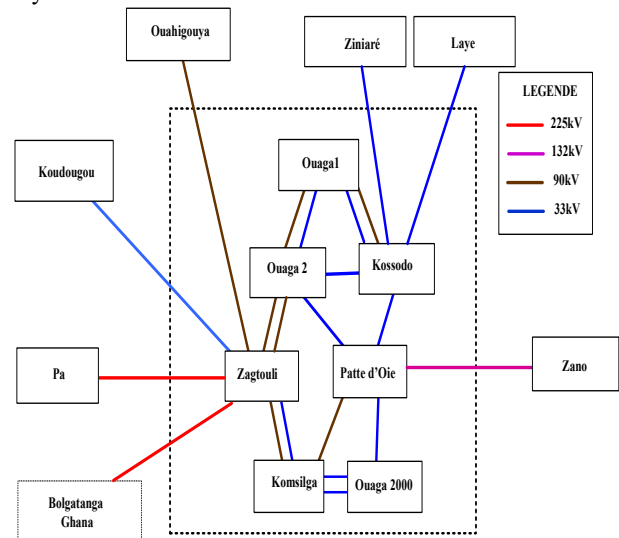 Ouahigouya
Ziniaré
Laye
LEGENDE
225kV
132kV
90kV
33kV
Koudougou
Ouaga1
Ouaga 2
Kossodo
Pa
Zagtouli
Patte d'Oie
Zano
Komsilga
Ouaga 2000
Bolgatanga
Ghana